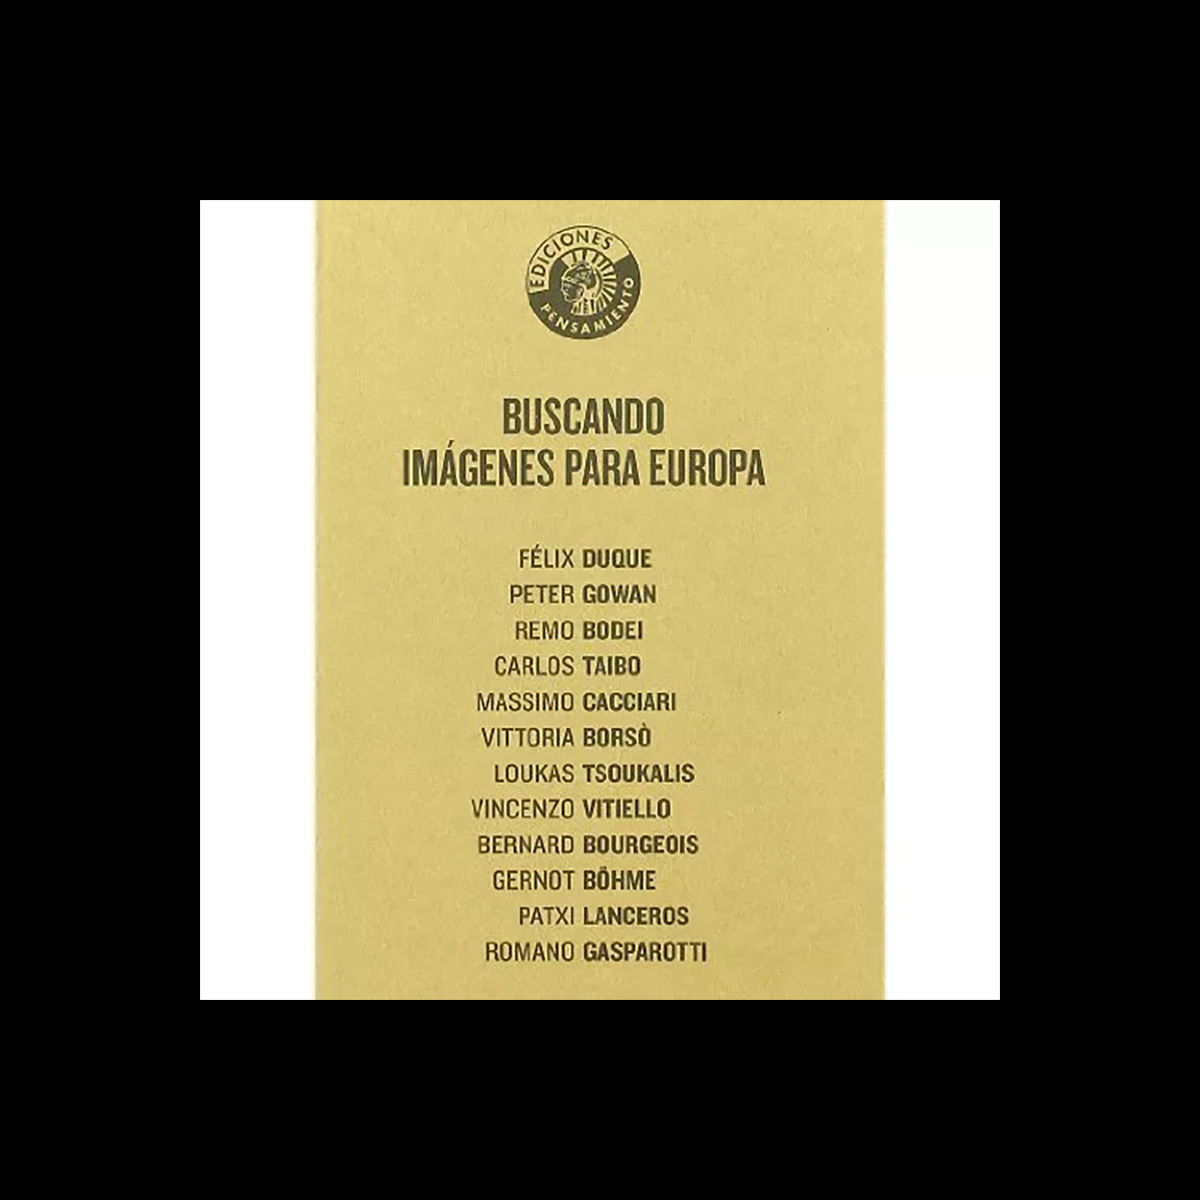 EDICIONES
PENSAMIENTO
BUSCANDO
IMÁGENES PARA EUROPA
FÉLIX DUQUE
PETER GOWAN
REMO BODEI
CARLOS TAIBO
MASSIMO CACCIARI
VITTORIA BORSÒ
LOUKAS TSOUKALIS
VINCENZO VITIELLO
BERNARD BOURGEOIS
GERNOT BÖHME
PATXI LANCEROS
ROMANO GASPAROTTI